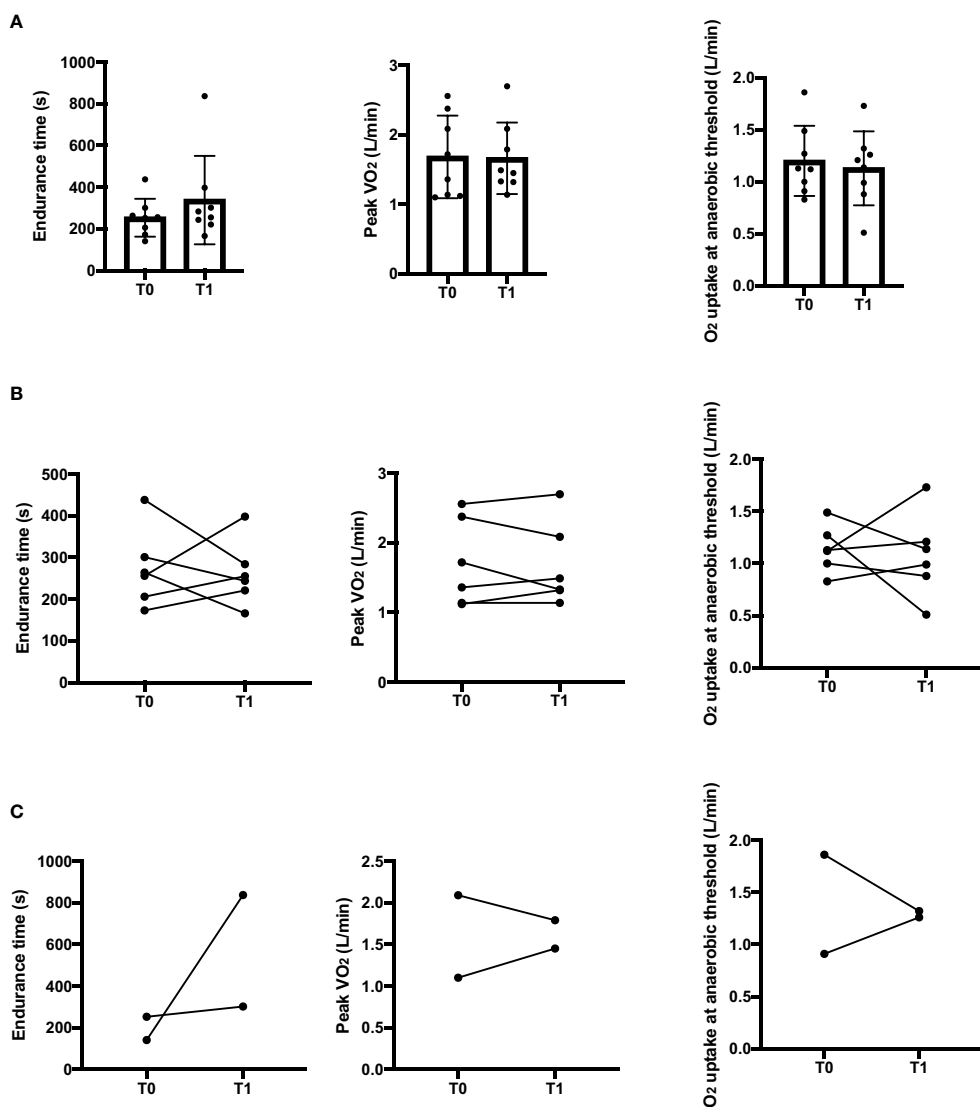 A
Endurance time (s)
1000
800
600
400
200
0
T0
T1
Peak VO2 (L/min)
3
2
1
0
T0
T1
O2 uptake at anaerobic threshold (L/min)
2.0
1.5
1.0
0.5
0.0
T0
T1
B
Endurance time (s)
500
400
300
200
100
0
T0
T1
Peak VO2 (L/min)
3
2
1
0
T0
T1
O2 uptake at anaerobic threshold (L/min)
2.0
1.5
1.0
0.5
0.0
T0
T1
C
Endurance time (s)
1000
800
600
400
200
0
T0
T1
Peak VO2 (L/min)
2.5
2.0
1.5
1.0
0.5
0.0
T0
T1
O2 uptake at anaerobic threshold (L/min)
2.0
1.5
1.0
0.5
0.0
T0
T1